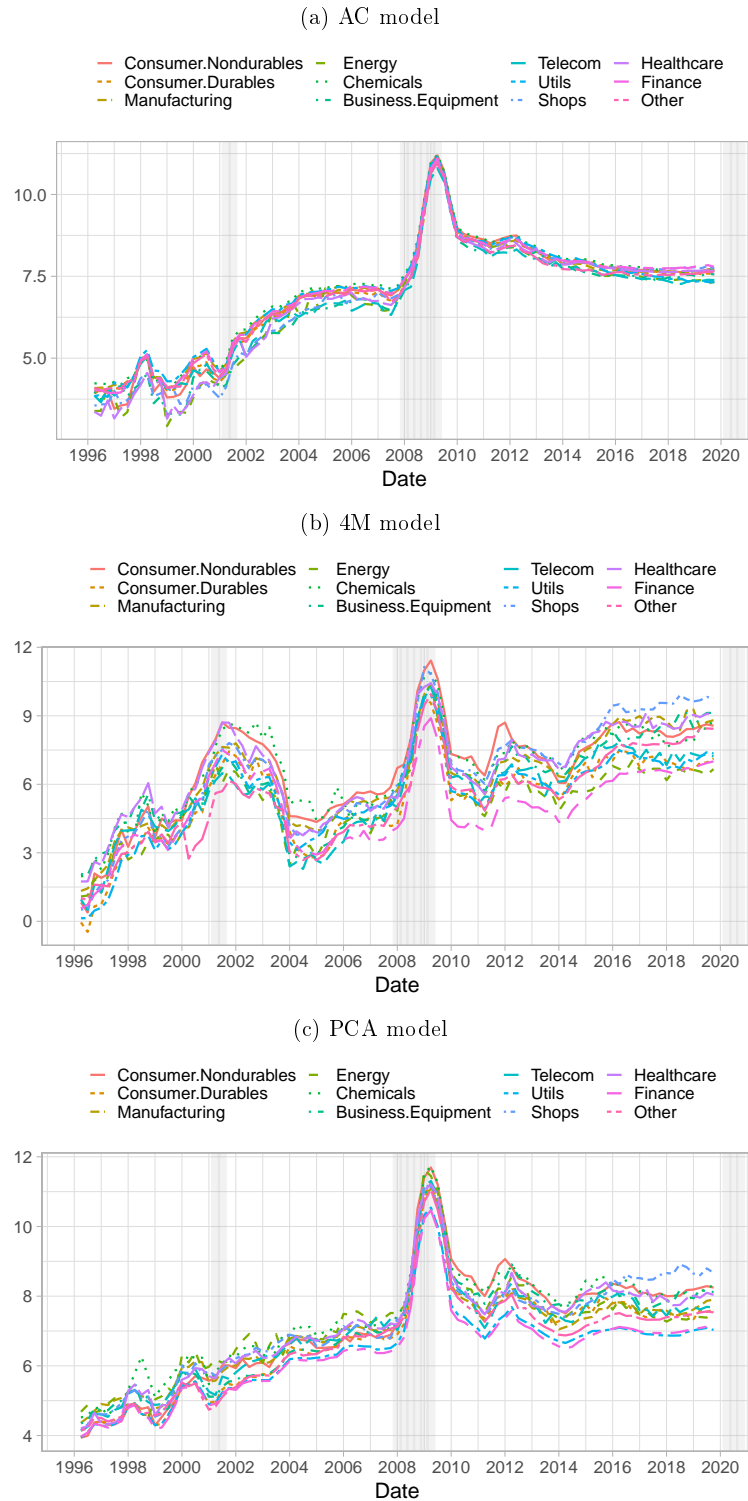 (a) AC model
Consumer.Nondurables Energy Telecom Healthcare
Consumer.Durables Chemicals Utils Finance
Manufacturing Business.Equipment Shops Other
10.0
7.5
5.0
1996 1998 2000 2002 2004 2006 2008 2010 2012 2014 2016 2018 2020
Date
(b) 4M model
Consumer.Nondurables Energy Telecom Healthcare
Consumer.Durables Chemicals Utils Finance
Manufacturing Business.Equipment Shops Other
12
9
6
3
0
1996 1998 2000 2002 2004 2006 2008 2010 2012 2014 2016 2018 2020
Date
(c) PCA model
Consumer.Nondurables Energy Telecom Healthcare
Consumer.Durables Chemicals Utils Finance
Manufacturing Business.Equipment Shops Other
12
10
8
6
4
1996 1998 2000 2002 2004 2006 2008 2010 2012 2014 2016 2018 2020
Date